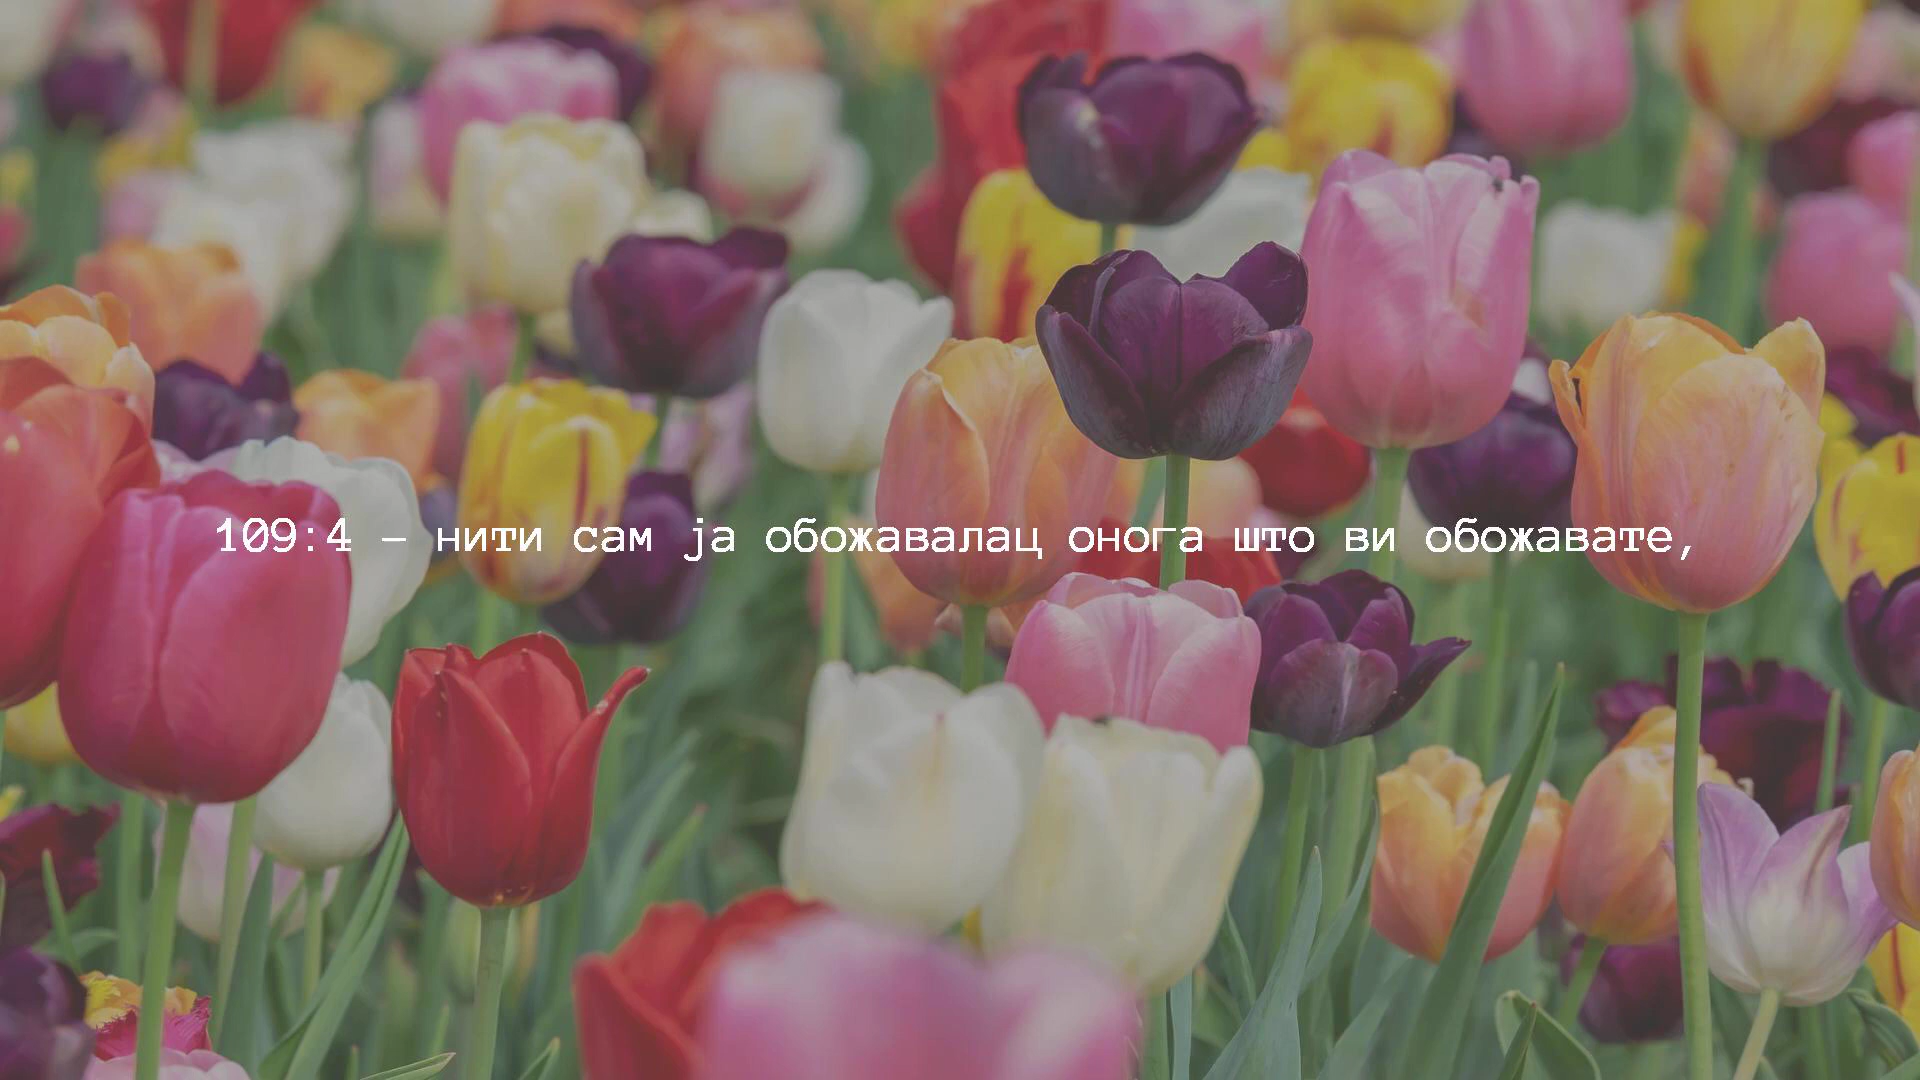 109:4 – нити сам ја обожавалац онога што ви обожавате,